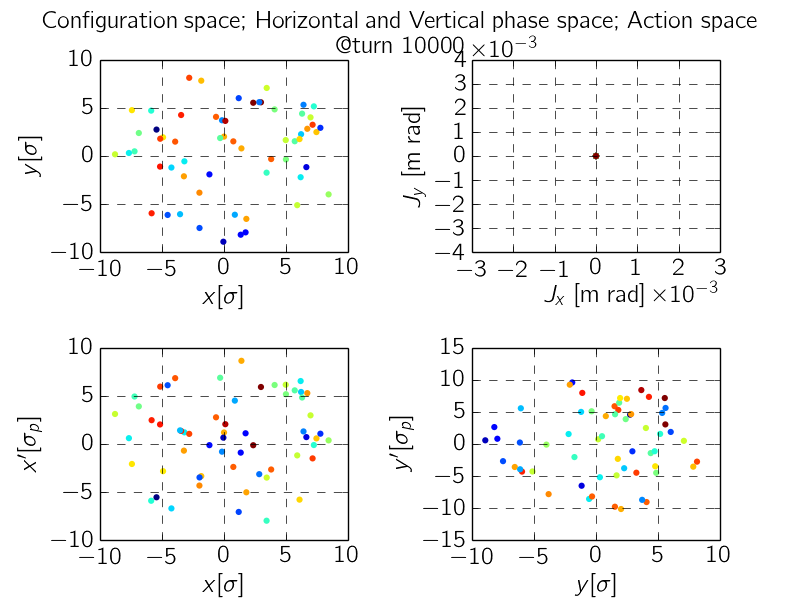 Configuration space; Horizontal and Vertical phase space; Action space
@turn 10000
×10⁻³
10
5
0
−5
−10
y[σ]
−10 −5 0 5 10
x[σ]
4
3
2
1
0
−1
−2
−3
−4
J_y [m rad]
−3 −2 −1 0 1 2 3
J_x [m rad] ×10⁻³
10
5
0
−5
−10
x′[σ_p]
−10 −5 0 5 10
x[σ]
15
10
5
0
−5
−10
−15
y′[σ_p]
−10 −5 0 5 10
y[σ]